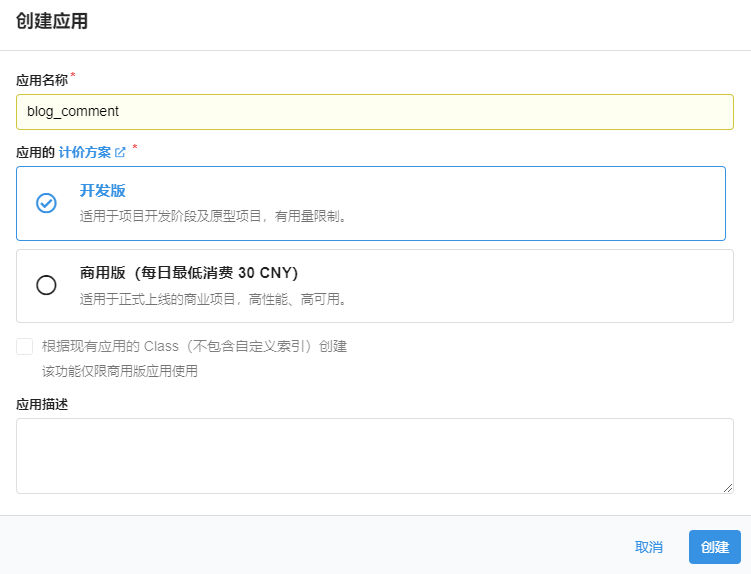 创建应用
应用名称*
blog_comment
应用的 计价方案 *
开发版
适用于项目开发阶段及原型项目，有用量限制。
商用版（每日最低消费 30 CNY）
适用于正式上线的商业项目，高性能、高可用。
根据现有应用的 Class（不包含自定义索引）创建
该功能仅限商用版应用使用
应用描述
取消 创建